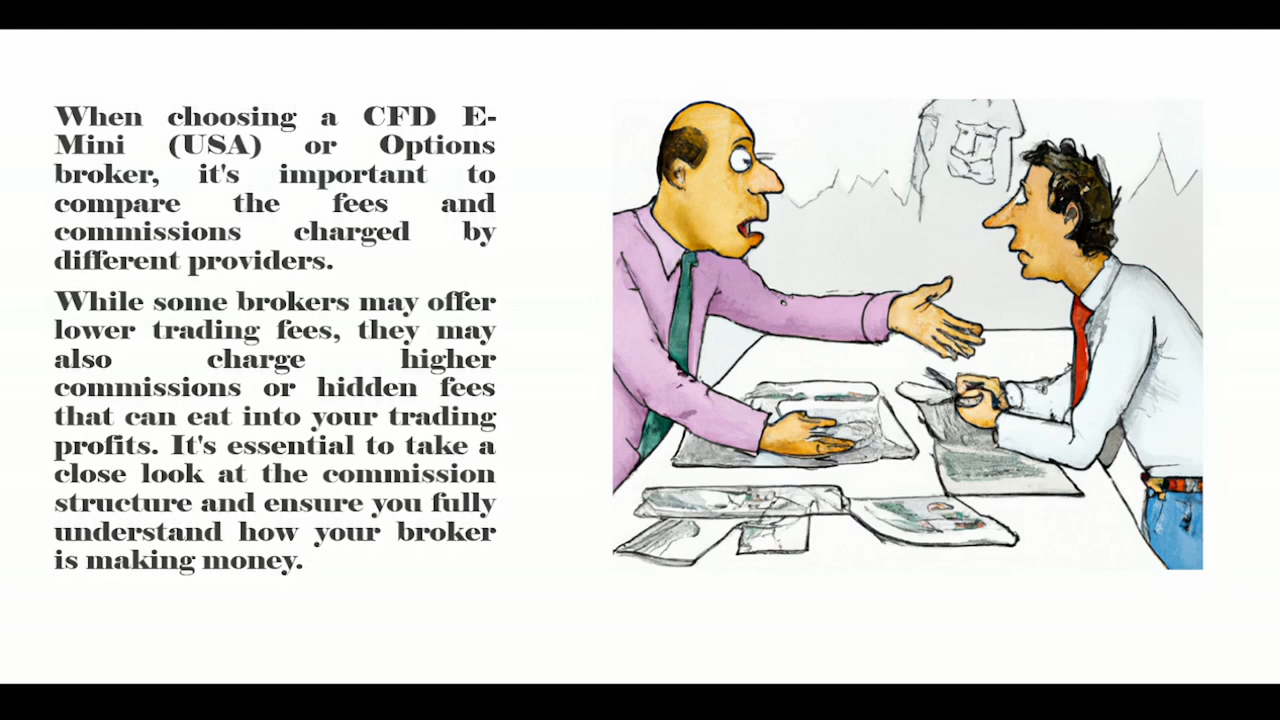 When choosing a CFD E-
Mini (USA) or Options
broker, it's important to
compare the fees and
commissions charged by
different providers.
While some brokers may offer
lower trading fees, they may
also charge higher
commissions or hidden fees
that can eat into your trading
profits. It's essential to take a
close look at the commission
structure and ensure you fully
understand how your broker
is making money.